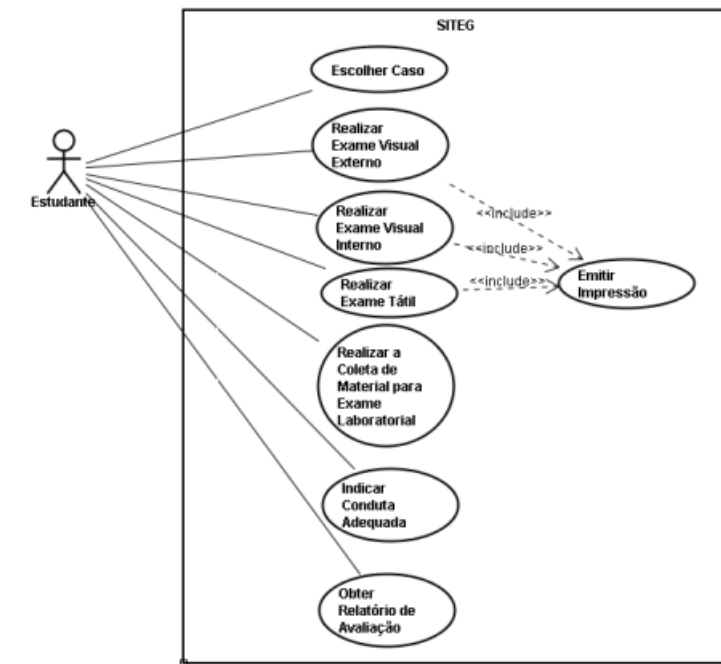 SITEG
Escolher Caso
Realizar
Exame Visual
Externo
Estudante
Realizar
Exame Visual
Interno
<<include>>
<<include>>
<<include>>
Realizar
Exame Tátil
Emitir
Impressão
Realizar a
Coleta de
Material para
Exame
Laboratorial
Indicar
Conduta
Adequada
Obter
Relatório de
Avaliação